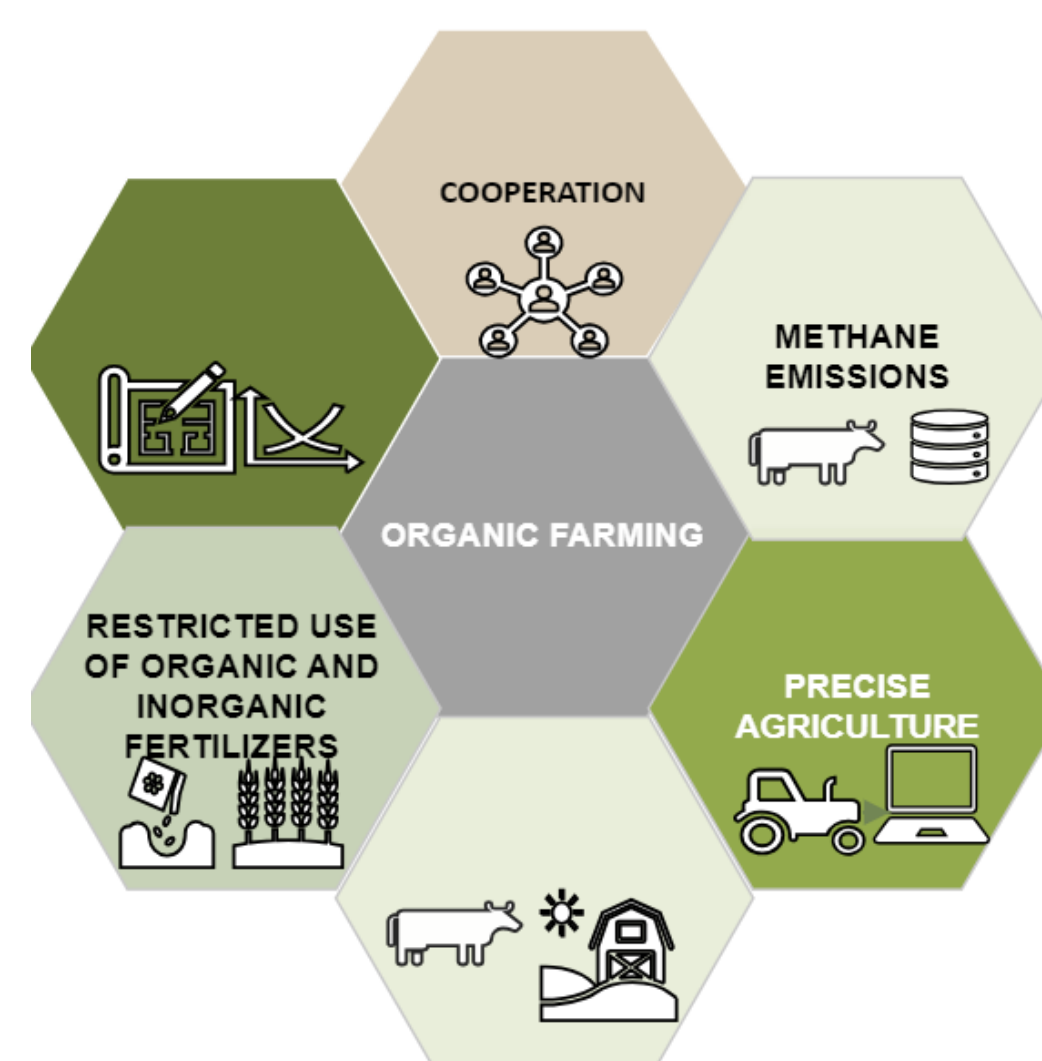 COOPERATION
METHANE
EMISSIONS
ORGANIC FARMING
RESTRICTED USE
OF ORGANIC AND
INORGANIC
FERTILIZERS
PRECISE
AGRICULTURE